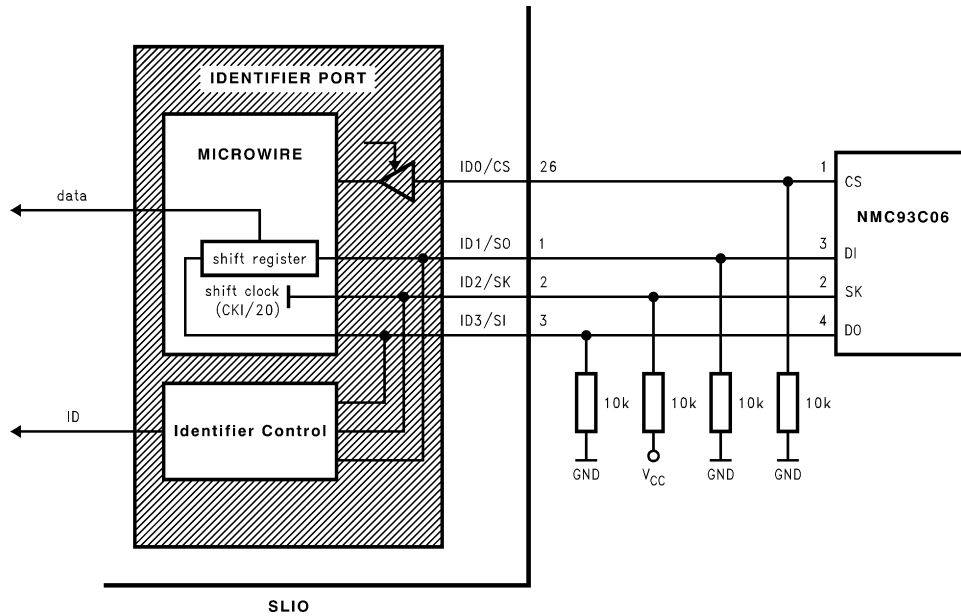 IDENTIFIER PORT
MICROWIRE
data
shift register
shift clock
(CKI/20)
ID
Identifier Control
ID0/CS 26
ID1/SO 1
ID2/SK 2
ID3/SI 3
1 CS
NMC93C06
3 DI
2 SK
4 DO
10k 10k 10k 10k
GND VCC GND GND
SLIO